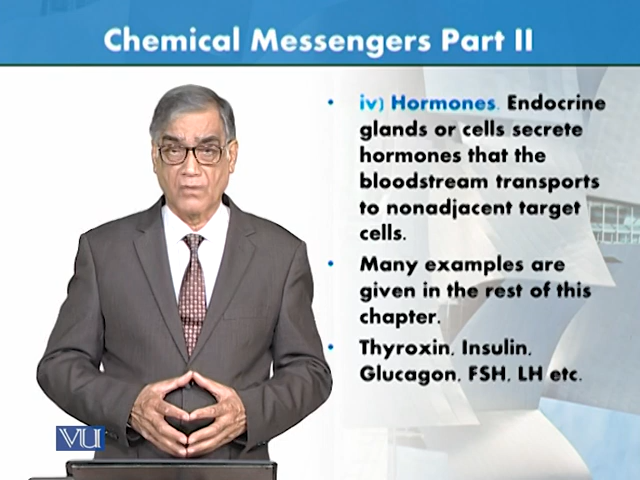 Chemical Messengers Part II
• iv) Hormones. Endocrine
glands or cells secrete
hormones that the
bloodstream transports
to nonadjacent target
cells.
• Many examples are
given in the rest of this
chapter.
• Thyroxin, Insulin,
Glucagon, FSH, LH etc.
VU